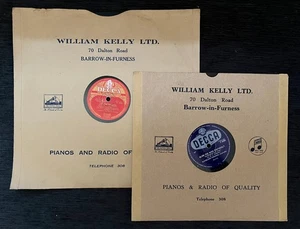 WILLIAM KELLY LTD.
70 Dalton Road
BARROW-IN-FURNESS
DECCA
PIANOS AND RADIO OF
TELEPHONE 308
WILLIAM KELLY LTD.
70 Dalton Road
Barrow-in-Furness
DECCA
PIANOS & RADIO OF QUALITY
Telephone 308